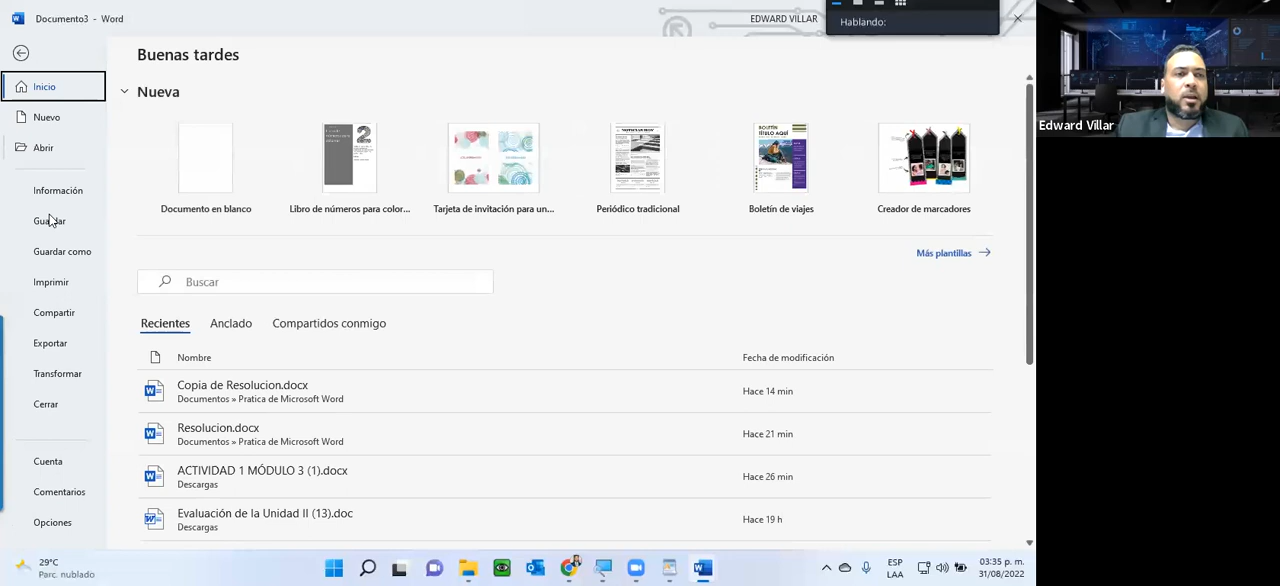 Documento3 - Word
EDWARD VILLAR
Hablando:
Inicio
Nuevo
Abrir
Información
Guardar
Guardar como
Imprimir
Compartir
Exportar
Transformar
Cerrar
Cuenta
Comentarios
Opciones
Buenas tardes
Nueva
Documento en blanco
Libro de números para color...
Tarjeta de invitación para un...
Periódico tradicional
Boletín de viajes
Creador de marcadores
Más plantillas
Buscar
Recientes Anclado Compartidos conmigo
Nombre Fecha de modificación
Copia de Resolucion.docx
Documentos » Pratica de Microsoft Word
Hace 14 min
Resolucion.docx
Documentos » Pratica de Microsoft Word
Hace 21 min
ACTIVIDAD 1 MÓDULO 3 (1).docx
Descargas
Hace 26 min
Evaluación de la Unidad II (13).doc
Descargas
Hace 19 h
Edward Villar
29°C
Parc. nublado
ESP
LAA
03:35 p. m.
31/08/2022